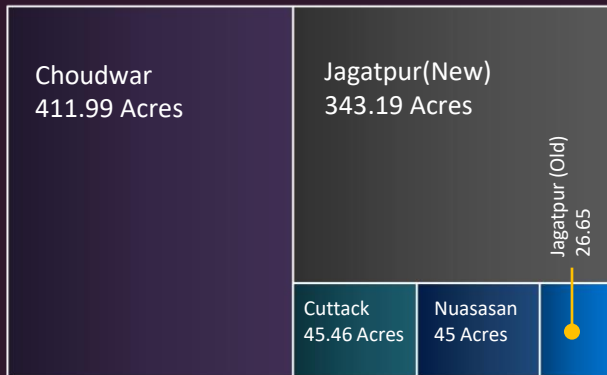 Choudwar
411.99 Acres
Jagatpur(New)
343.19 Acres
Jagatpur (Old)
26.65
Cuttack
45.46 Acres
Nuasasan
45 Acres